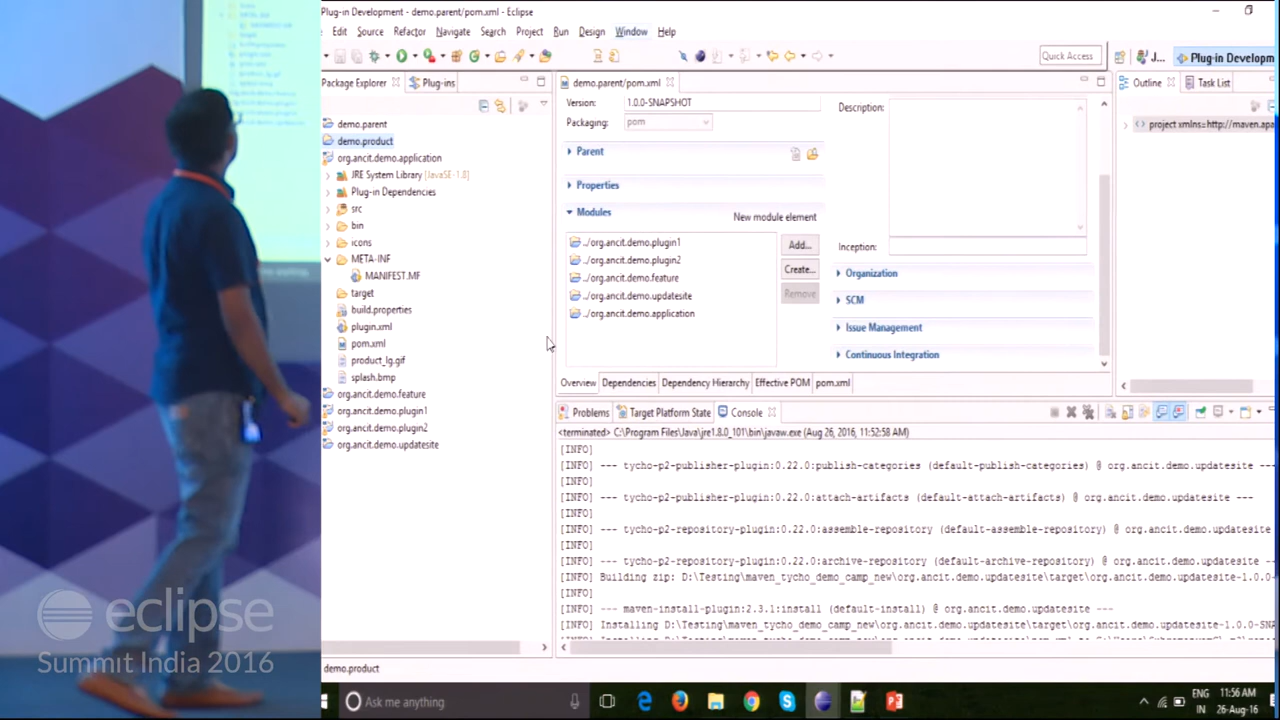 Plug-in Development - demo.parent/pom.xml - Eclipse
Edit Source Refactor Navigate Search Project Run Design Window Help
Quick Access
J...
Plug-in Developm
Package Explorer
Plug-ins
demo.parent
demo.product
org.ancit.demo.application
JRE System Library [JavaSE-1.8]
Plug-in Dependencies
src
bin
icons
META-INF
MANIFEST.MF
target
build.properties
plugin.xml
pom.xml
product_lg.gif
splash.bmp
org.ancit.demo.feature
org.ancit.demo.plugin1
org.ancit.demo.plugin2
org.ancit.demo.updatesite
demo.parent/pom.xml
Version: 1.0.0-SNAPSHOT
Packaging: pom
Parent
Properties
Modules
New module element
../org.ancit.demo.plugin1
../org.ancit.demo.plugin2
../org.ancit.demo.feature
../org.ancit.demo.updatesite
../org.ancit.demo.application
Add...
Create...
Remove
Description:
Inception:
Organization
SCM
Issue Management
Continuous Integration
Overview Dependencies Dependency Hierarchy Effective POM pom.xml
Outline
Task List
project xmlns=http://maven.apa
Problems Target Platform State Console
<terminated> C:\Program Files\Java\jre1.8.0_101\bin\javaw.exe (Aug 26, 2016, 11:52:58 AM)
[INFO]
[INFO] --- tycho-p2-publisher-plugin:0.22.0:publish-categories (default-publish-categories) @ org.ancit.demo.updatesite ---
[INFO]
[INFO] --- tycho-p2-publisher-plugin:0.22.0:attach-artifacts (default-attach-artifacts) @ org.ancit.demo.updatesite ---
[INFO]
[INFO] --- tycho-p2-repository-plugin:0.22.0:assemble-repository (default-assemble-repository) @ org.ancit.demo.updatesite
[INFO]
[INFO] --- tycho-p2-repository-plugin:0.22.0:archive-repository (default-archive-repository) @ org.ancit.demo.updatesite --
[INFO] Building zip: D:\Testing\maven_tycho_demo_camp_new\org.ancit.demo.updatesite\target\org.ancit.demo.updatesite-1.0.0-
[INFO]
[INFO] --- maven-install-plugin:2.3.1:install (default-install) @ org.ancit.demo.updatesite ---
[INFO] Installing D:\Testing\maven_tycho_demo_camp_new\org.ancit.demo.updatesite\target\org.ancit.demo.updatesite-1.0.0-SNA
demo.product
Ask me anything
ENG
IN
11:56 AM
26-Aug-16
eclipse
Summit India 2016